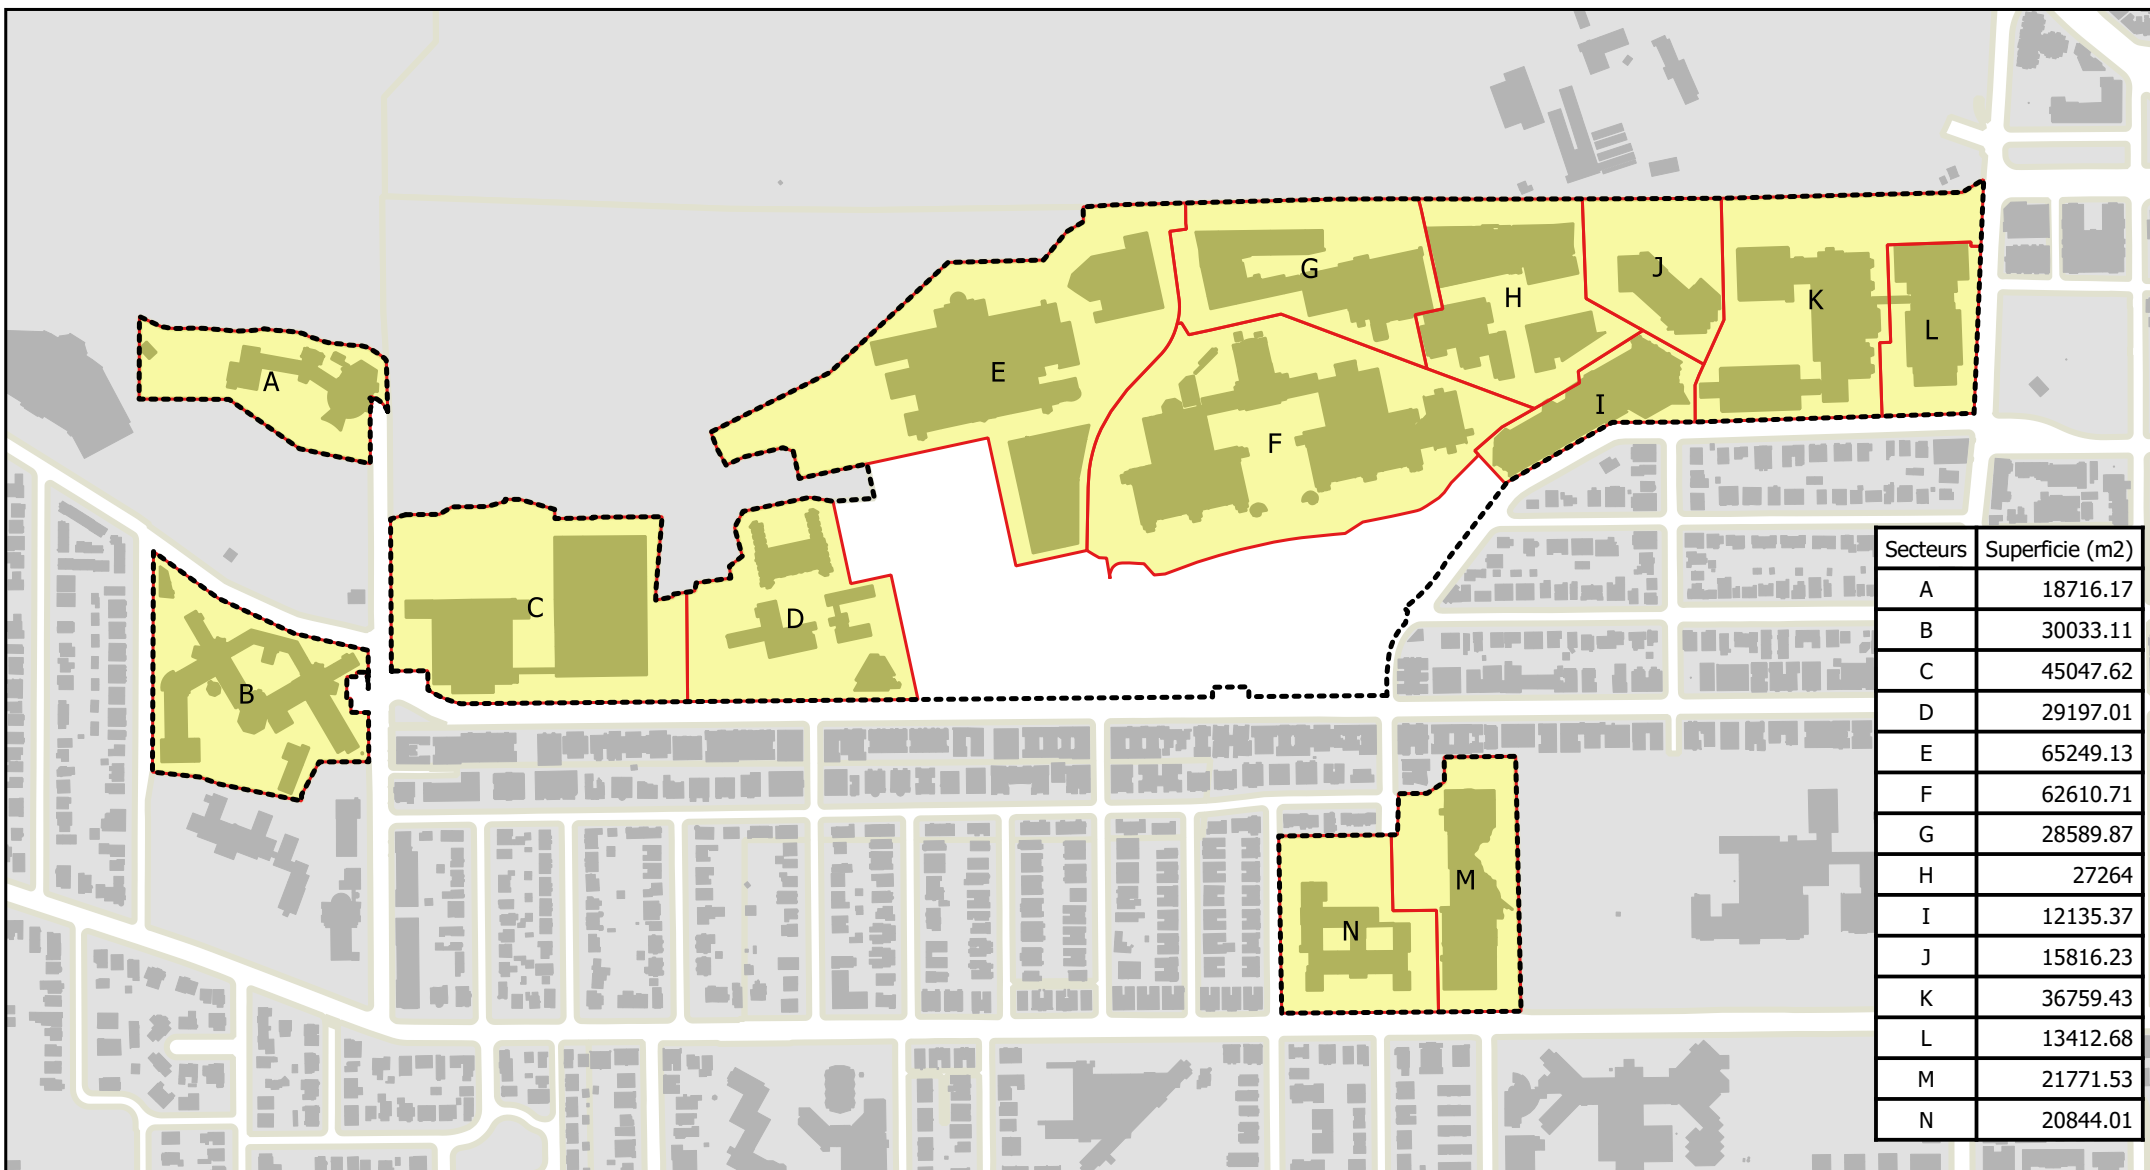 G
J
H
K
L
E
A
I
F
C
D
B
M
N
Secteurs Superficie (m2)
A 18716.17
B 30033.11
C 45047.62
D 29197.01
E 65249.13
F 62610.71
G 28589.87
H 27264
I 12135.37
J 15816.23
K 36759.43
L 13412.68
M 21771.53
N 20844.01